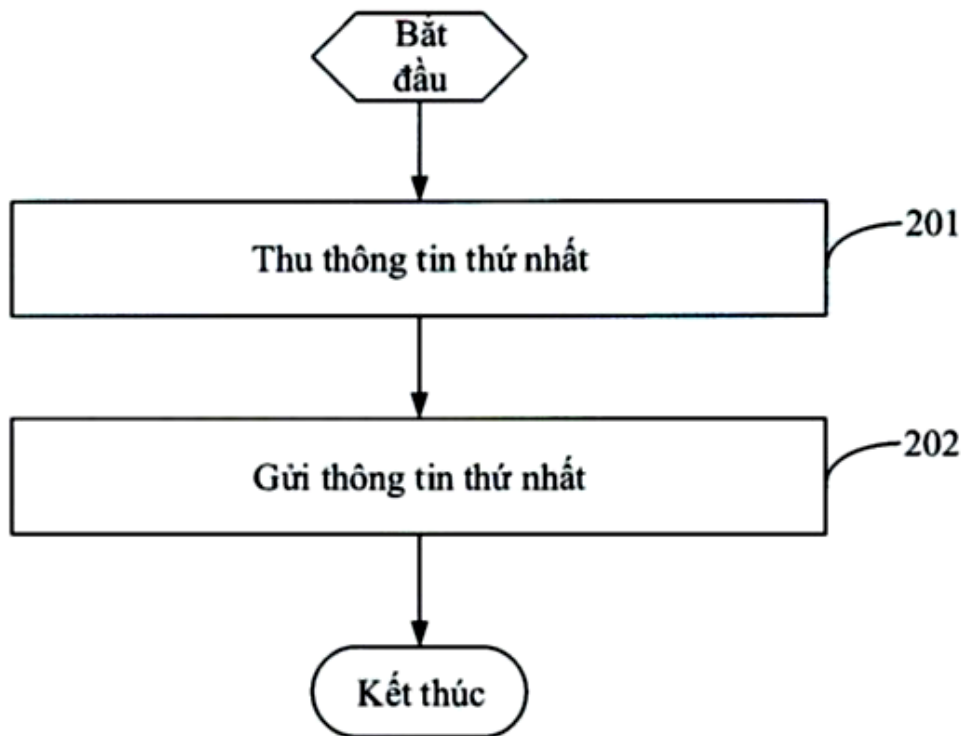 Bắt
đầu
Thu thông tin thứ nhất
201
Gửi thông tin thứ nhất
202
Kết thúc